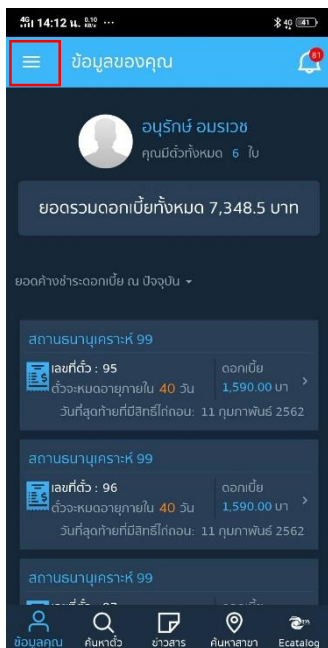 4G 14:12 น. 0.10 KB/s ··· 40 41
ข้อมูลของคุณ 81
อนุรักษ์ อมรเวช
คุณมีตั๋วทั้งหมด 6 ใบ
ยอดรวมดอกเบี้ยทั้งหมด 7,348.5 บาท
ยอดค้างชำระดอกเบี้ย ณ ปัจจุบัน
สถานธนานุเคราะห์ 99
เลขที่ตั๋ว : 95 ดอกเบี้ย
ตั๋วจะหมดอายุภายใน 40 วัน 1,590.00 บา
วันที่สุดท้ายที่มีสิทธิ์ไถ่ถอน: 11 กุมภาพันธ์ 2562
สถานธนานุเคราะห์ 99
เลขที่ตั๋ว : 96 ดอกเบี้ย
ตั๋วจะหมดอายุภายใน 40 วัน 1,590.00 บา
วันที่สุดท้ายที่มีสิทธิ์ไถ่ถอน: 11 กุมภาพันธ์ 2562
สถานธนานุเคราะห์ 99
ข้อมูลคุณ ค้นหาตั๋ว ข่าวสาร ค้นหาสาขา Ecatalog